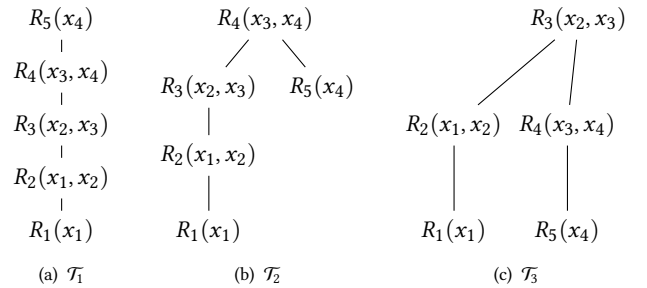 R₅(x₄)
R₄(x₃, x₄)
R₃(x₂, x₃)
R₂(x₁, x₂)
R₁(x₁)
(a) 𝒯₁
R₄(x₃, x₄)
R₃(x₂, x₃) R₅(x₄)
R₂(x₁, x₂)
R₁(x₁)
(b) 𝒯₂
R₃(x₂, x₃)
R₂(x₁, x₂) R₄(x₃, x₄)
R₁(x₁) R₅(x₄)
(c) 𝒯₃